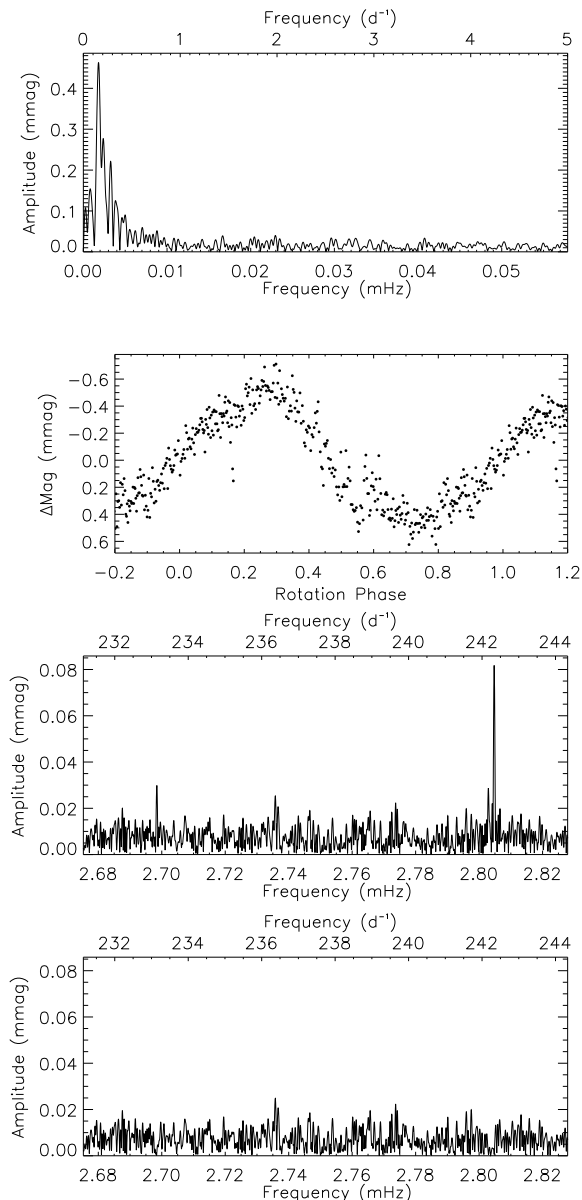 Frequency (d⁻¹)
0 1 2 3 4 5
Amplitude (mmag)
0.4
0.3
0.2
0.1
0.0
0.00 0.01 0.02 0.03 0.04 0.05
Frequency (mHz)
ΔMag (mmag)
−0.6
−0.4
−0.2
0.0
0.2
0.4
0.6
−0.2 0.0 0.2 0.4 0.6 0.8 1.0 1.2
Rotation Phase
Frequency (d⁻¹)
232 234 236 238 240 242 244
Amplitude (mmag)
0.08
0.06
0.04
0.02
0.00
2.68 2.70 2.72 2.74 2.76 2.78 2.80 2.82
Frequency (mHz)
Frequency (d⁻¹)
232 234 236 238 240 242 244
Amplitude (mmag)
0.08
0.06
0.04
0.02
0.00
2.68 2.70 2.72 2.74 2.76 2.78 2.80 2.82
Frequency (mHz)